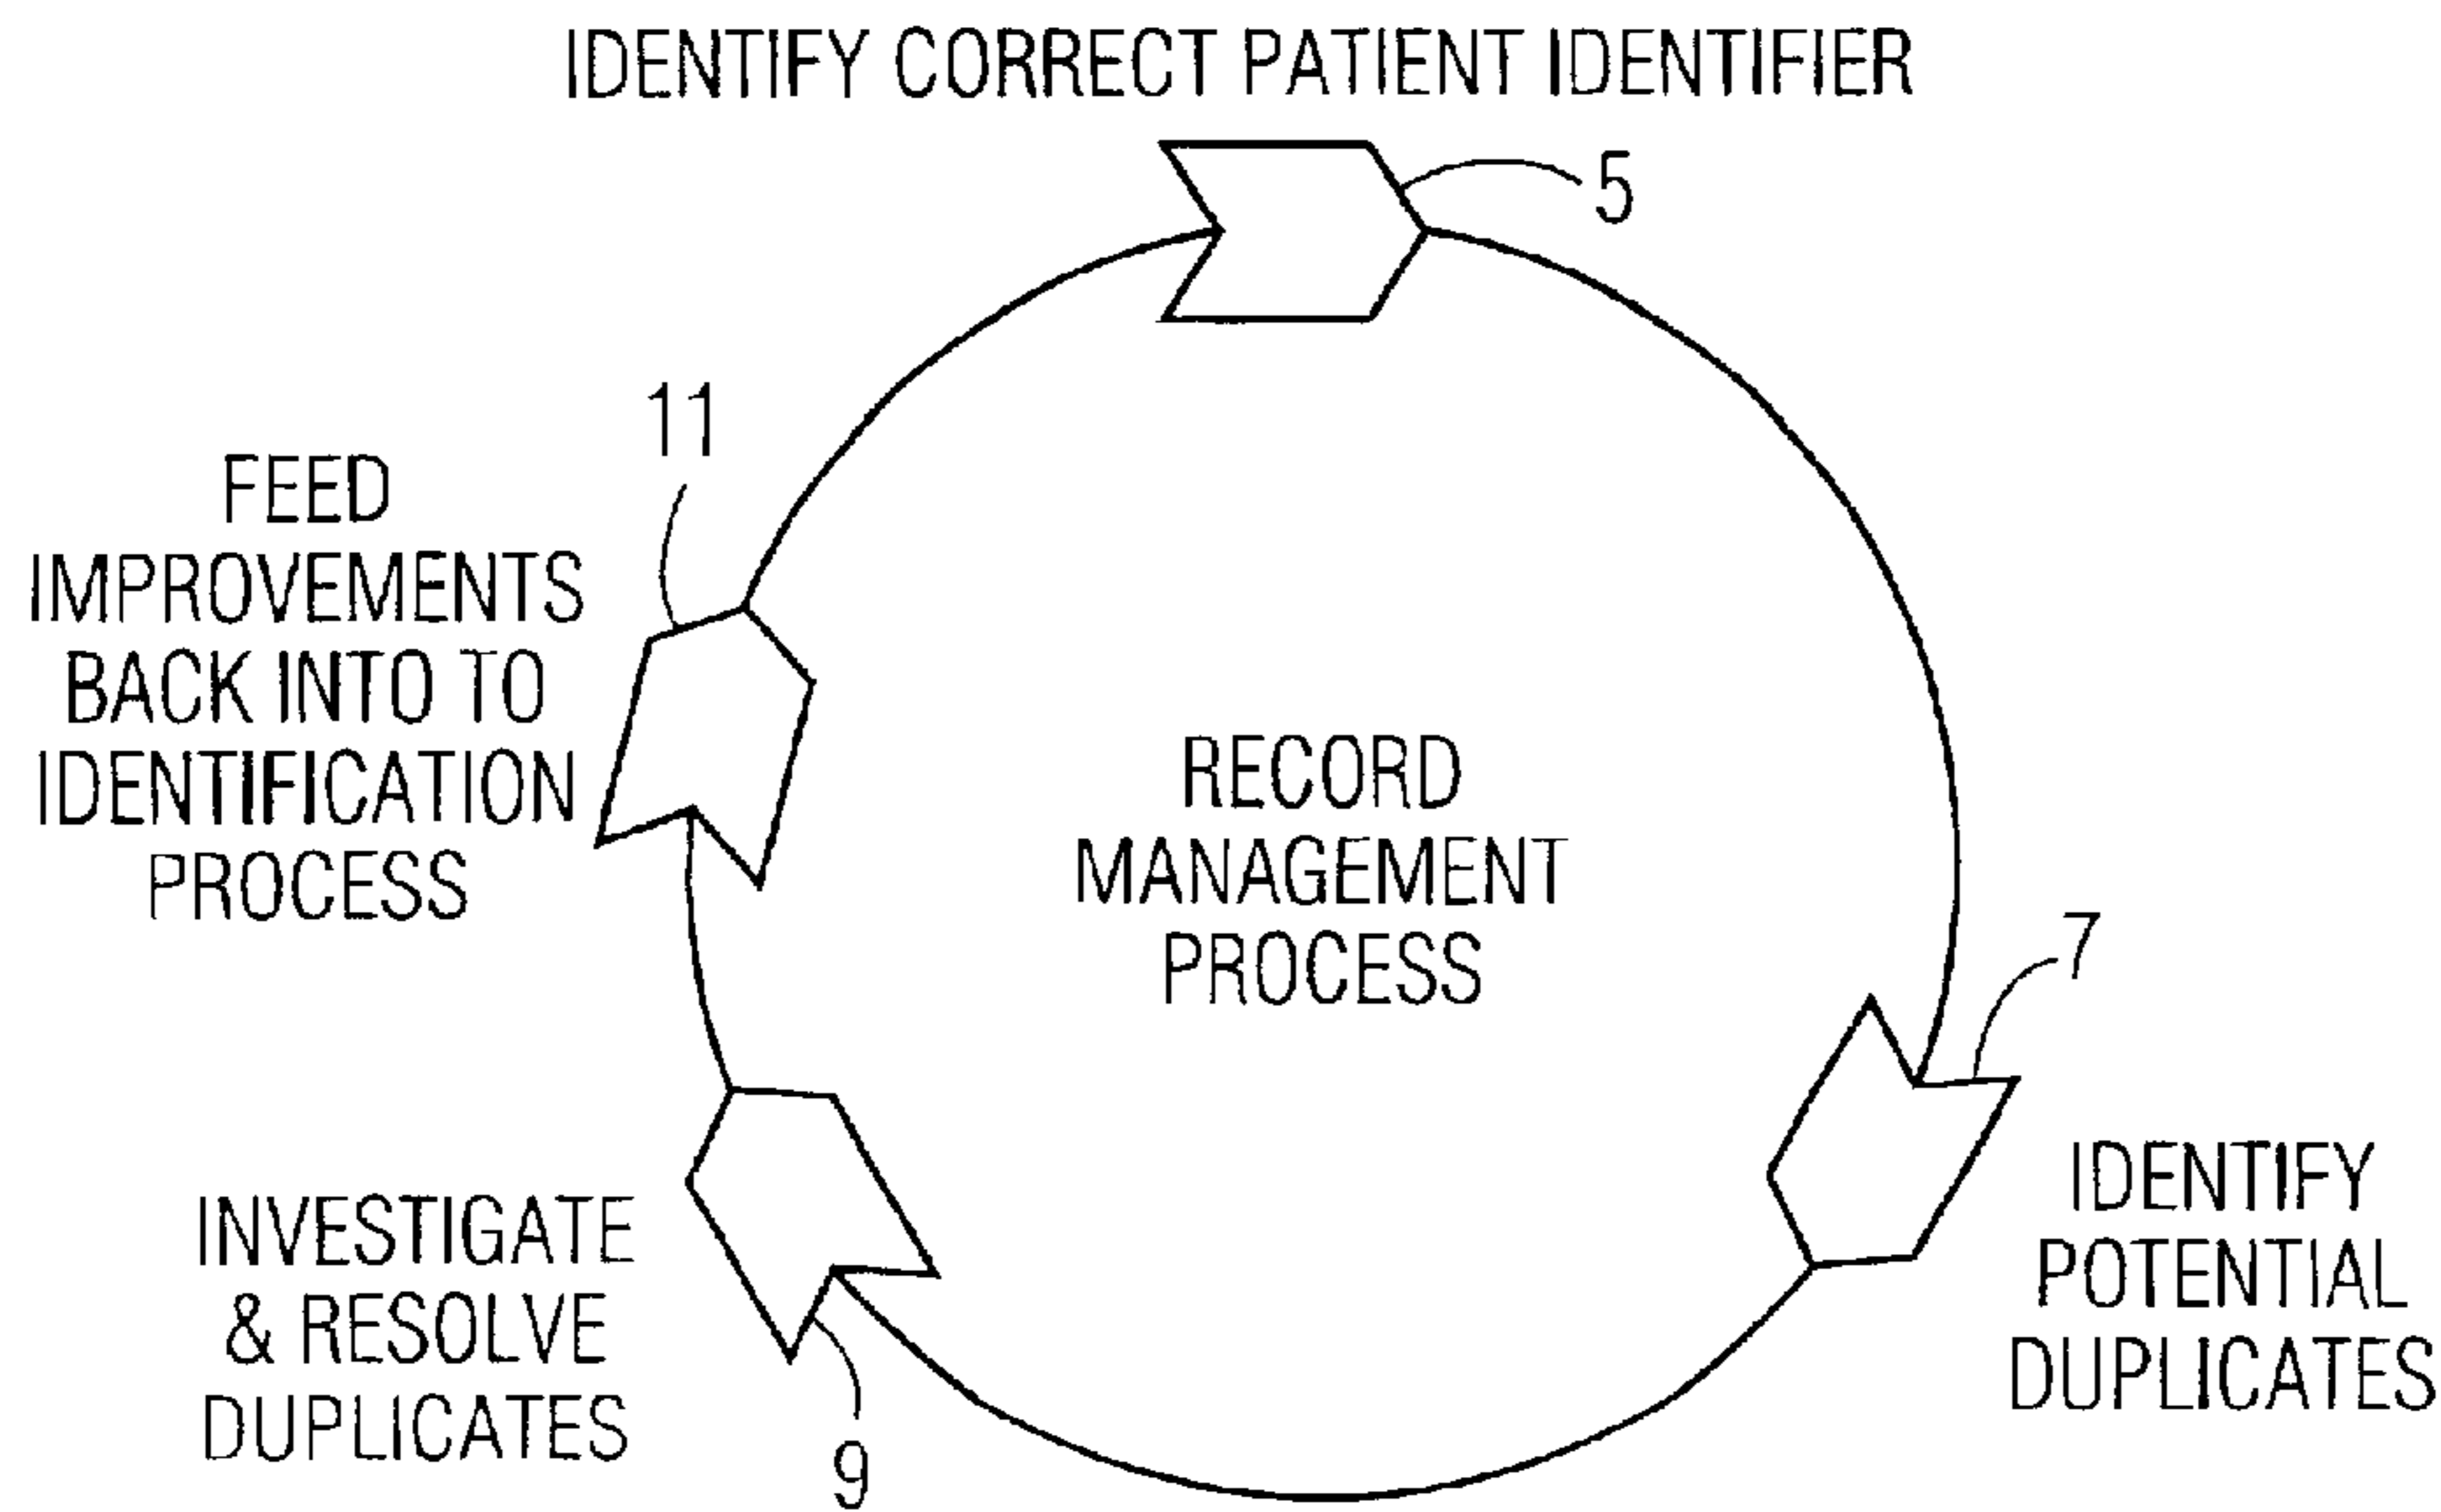 IDENTIFY CORRECT PATIENT IDENTIFIER
5
11
FEED
IMPROVEMENTS
BACK INTO TO
IDENTIFICATION
PROCESS
RECORD
MANAGEMENT
PROCESS
7
IDENTIFY
POTENTIAL
DUPLICATES
INVESTIGATE
& RESOLVE
DUPLICATES
9